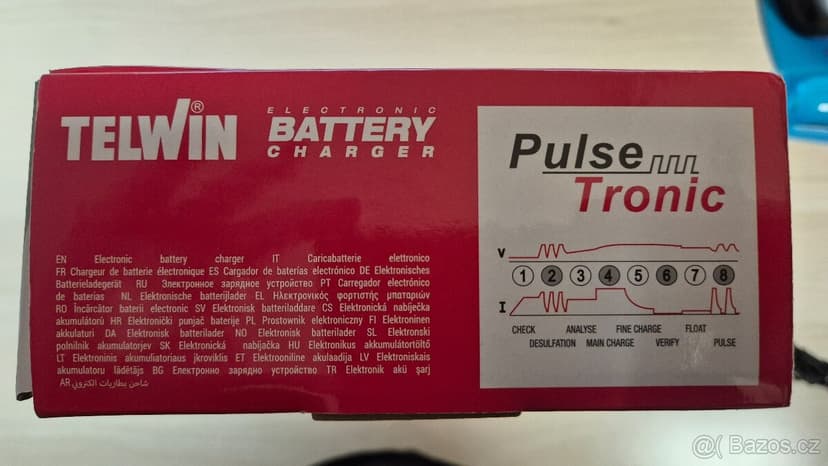 TELWIN®
ELECTRONIC
BATTERY
CHARGER
EN Electronic battery charger IT Caricabatterie elettronico
FR Chargeur de batterie électronique ES Cargador de baterías electrónico DE Elektronisches
Batterieladegerät RU Электронное зарядное устройство PT Carregador electrónico
de baterias NL Elektronische batterijlader EL Ηλεκτρονικός φορτιστής μπαταριών
RO Încărcător baterii electronic SV Elektronisk batteriladdare CS Elektronická nabíječka
akumulátorů HR Elektronički punjač baterije PL Prostownik elektroniczny FI Elektroninen
akkulaturi DA Elektronisk batterilader NO Elektronisk batterilader SL Elektronski
polnilnik akumulatorjev SK Elektronická nabíjačka HU Elektronikus akkumulátortöltő
LT Elektroninis akumuliatoriaus įkroviklis ET Elektrooniline akulaadija LV Elektroniskais
akumulatoru lādētājs BG Електронно зарядно устройство TR Elektronik akü şarj
شاحن بطاريات الكتروني AR
Pulse
Tronic
V
1 2 3 4 5 6 7 8
I
CHECK ANALYSE FINE CHARGE FLOAT
DESULFATION MAIN CHARGE VERIFY PULSE
@( Bazoš.cz